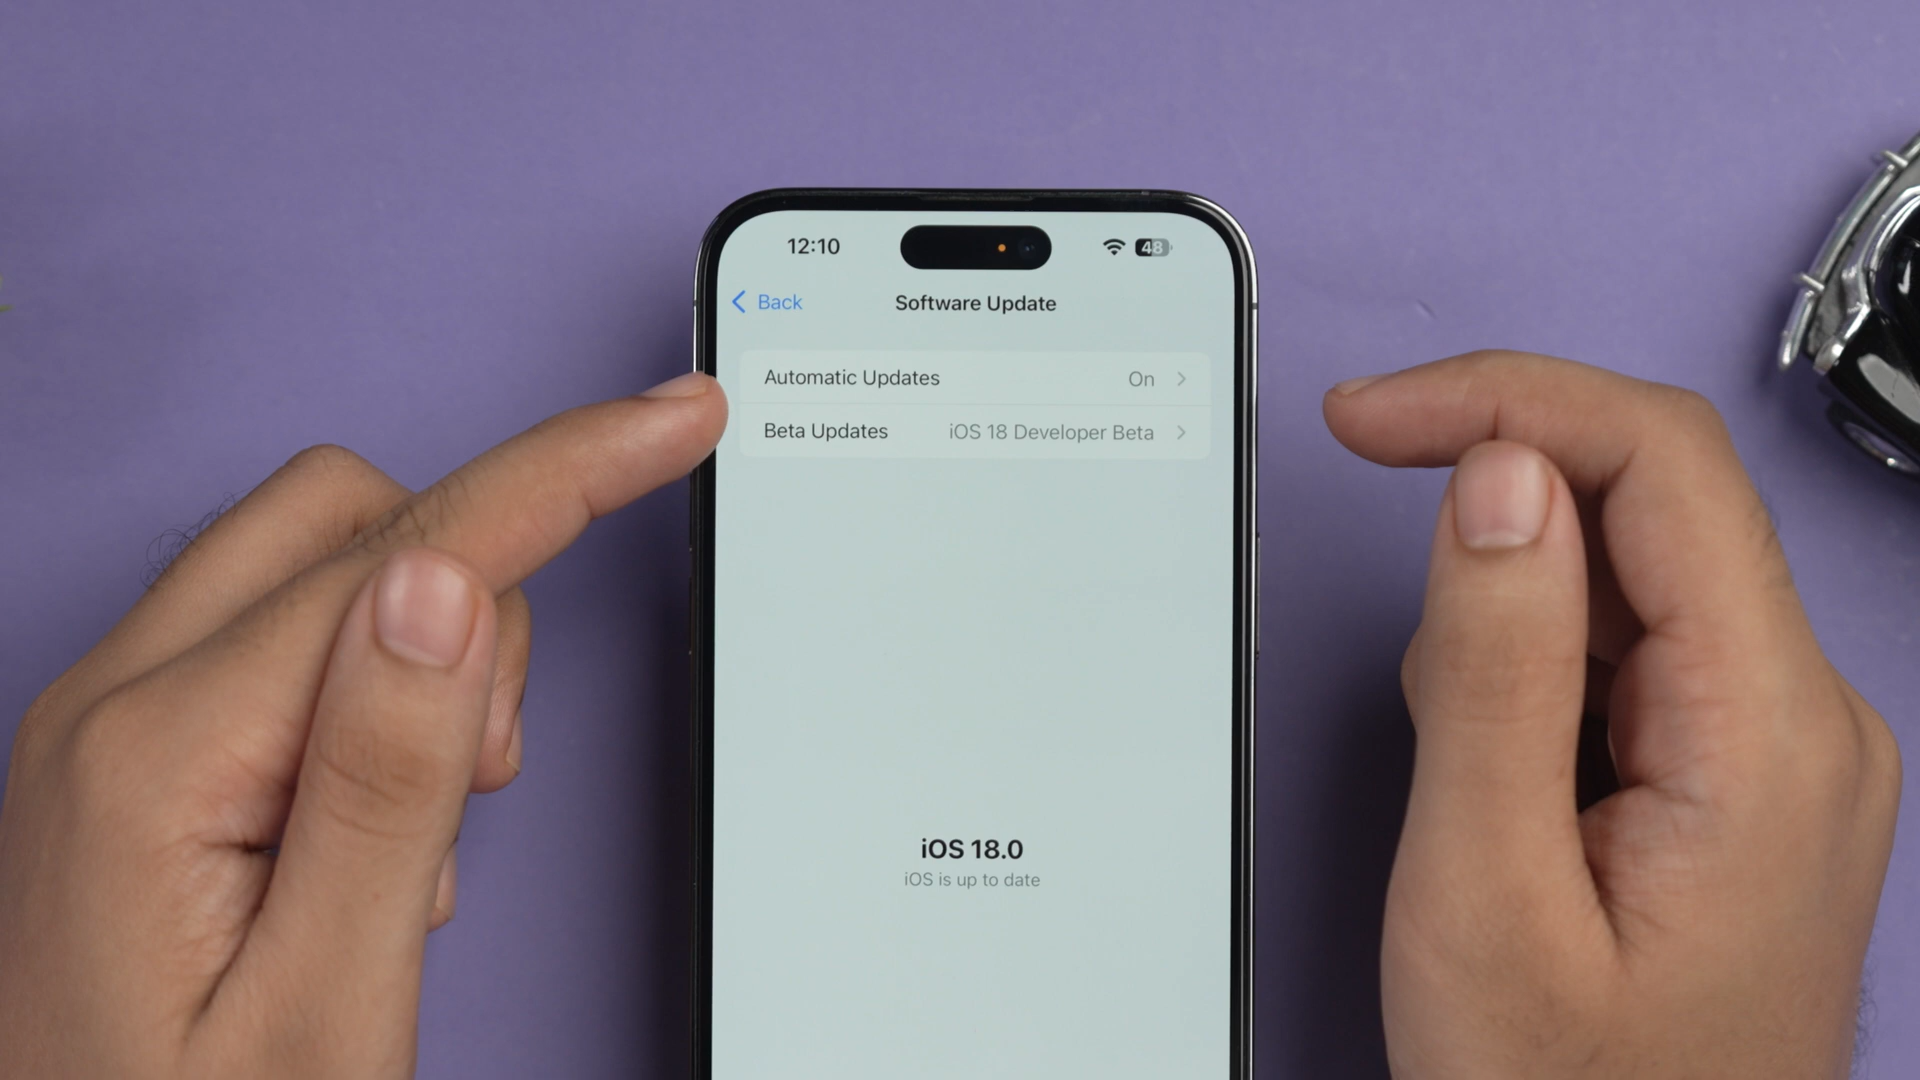 12:10 48
Back Software Update
Automatic Updates On
Beta Updates iOS 18 Developer Beta
iOS 18.0
iOS is up to date